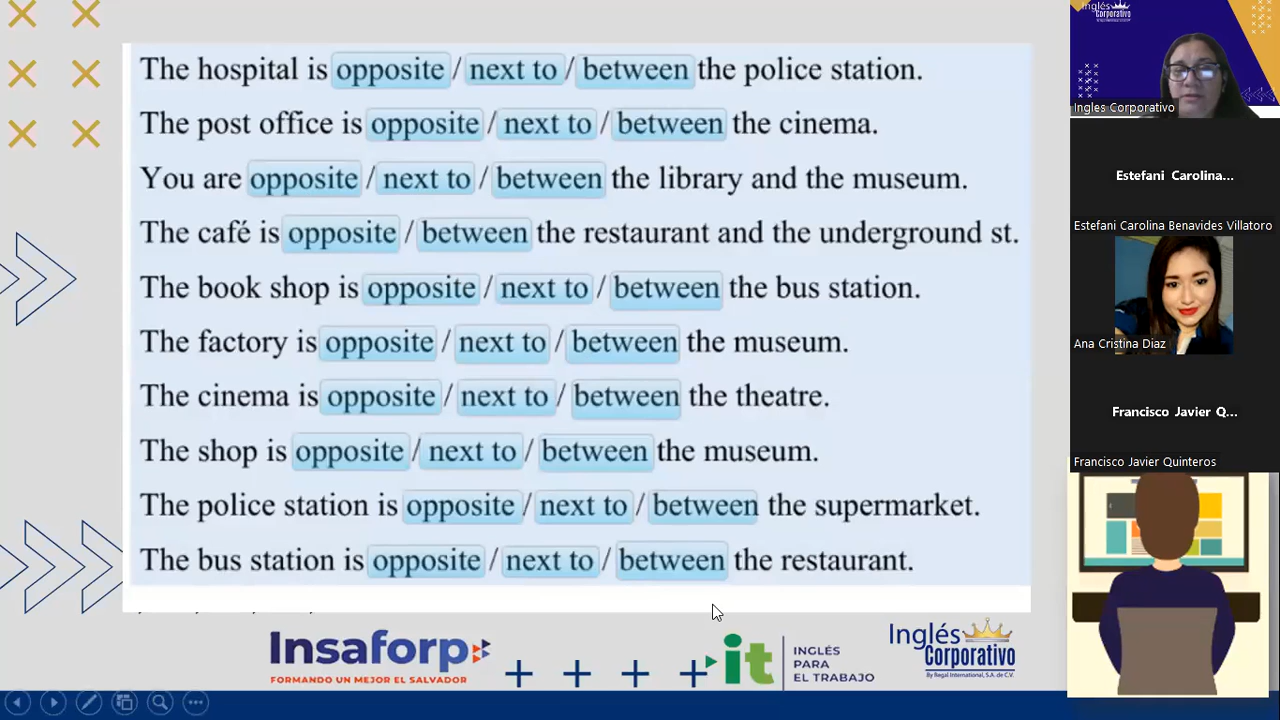 The hospital is opposite / next to / between the police station.
The post office is opposite / next to / between the cinema.
You are opposite / next to / between the library and the museum.
The café is opposite / between the restaurant and the underground st.
The book shop is opposite / next to / between the bus station.
The factory is opposite / next to / between the museum.
The cinema is opposite / next to / between the theatre.
The shop is opposite / next to / between the museum.
The police station is opposite / next to / between the supermarket.
The bus station is opposite / next to / between the restaurant.
Insaforp
FORMANDO UN MEJOR EL SALVADOR
it
INGLÉS
PARA
EL TRABAJO
Inglés
Corporativo
By Regal International, S.A. de C.V.
Inglés
Corporativo
Ingles Corporativo
Estefani Carolina...
Estefani Carolina Benavides Villatoro
Ana Cristina Diaz
Francisco Javier Q...
Francisco Javier Quinteros